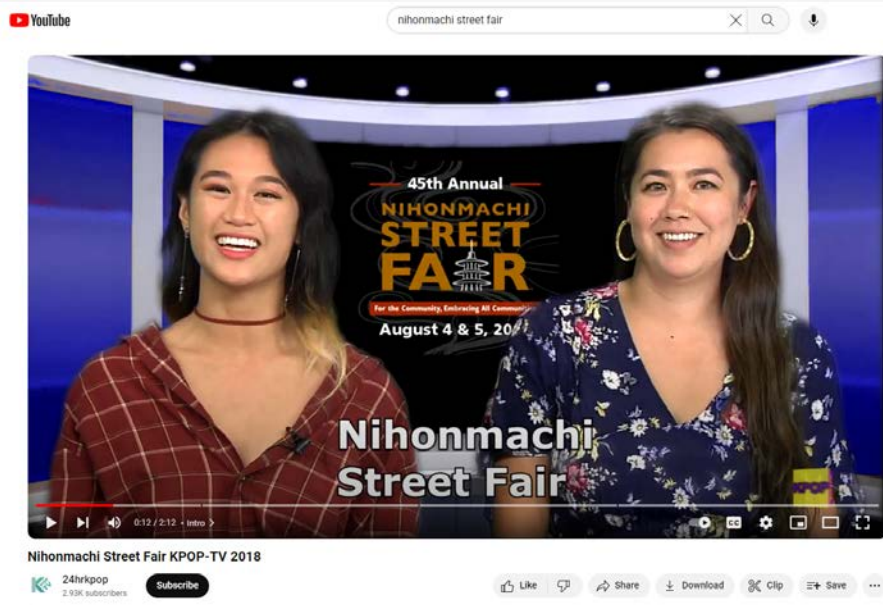 YouTube
nihonmachi street fair
45th Annual
NIHONMACHI
STREET
FAIR
For the Community, Embracing All
August 4 & 5,
Nihonmachi
Street Fair
0:12 / 2:12 • Intro >
CC
Nihonmachi Street Fair KPOP-TV 2018
24hrkpop
2.93K subscribers
Subscribe
Like
Share
Download
Clip
Save